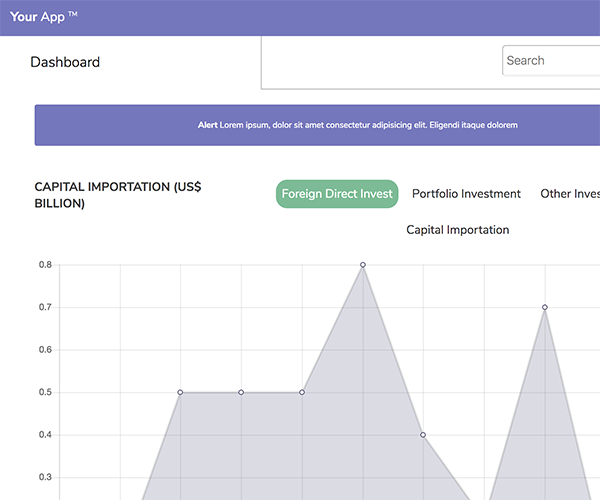 Your App ™
Dashboard
Search
Alert Lorem ipsum, dolor sit amet consectetur adipisicing elit. Eligendi itaque dolorem
CAPITAL IMPORTATION (US$
BILLION)
Foreign Direct Invest
Portfolio Investment
Other Inves
Capital Importation
0.8
0.7
0.6
0.5
0.4
0.3